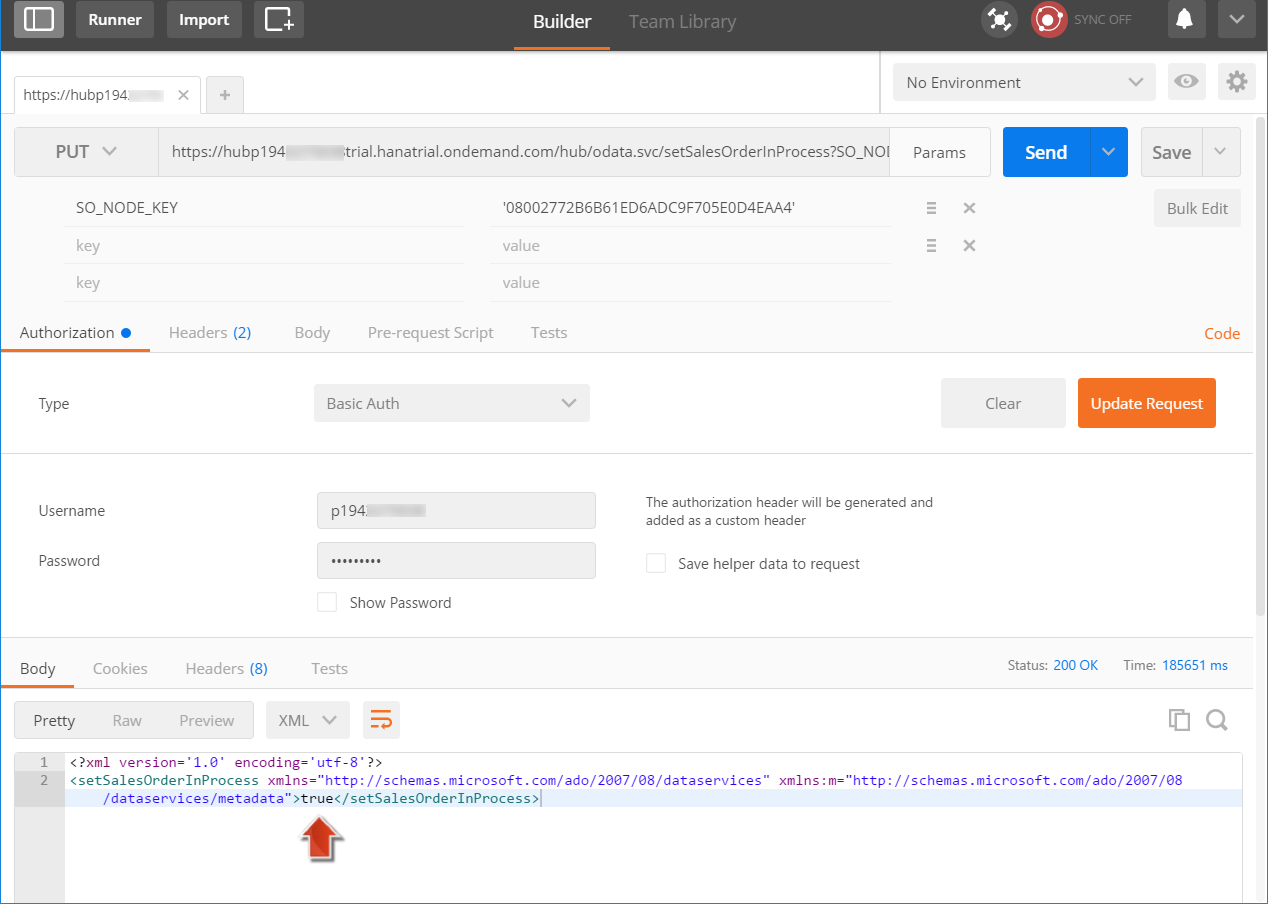 Runner Import Builder Team Library SYNC OFF
https://hubp194 No Environment
PUT https://hubp194 trial.hanatrial.ondemand.com/hub/odata.svc/setSalesOrderInProcess?SO_NO Params Send Save
SO_NODE_KEY '08002772B6B61ED6ADC9F705E0D4EAA4' Bulk Edit
key value
key value
Authorization Headers (2) Body Pre-request Script Tests Code
Type Basic Auth Clear Update Request
The authorization header will be generated and
Username p194
added as a custom header
Password ••••••••• Save helper data to request
Show Password
Body Cookies Headers (8) Tests Status: 200 OK Time: 185651 ms
Pretty Raw Preview XML
1 <?xml version='1.0' encoding='utf-8'?>
2 <setSalesOrderInProcess xmlns="http://schemas.microsoft.com/ado/2007/08/dataservices" xmlns:m="http://schemas.microsoft.com/ado/2007/08
/dataservices/metadata">true</setSalesOrderInProcess>